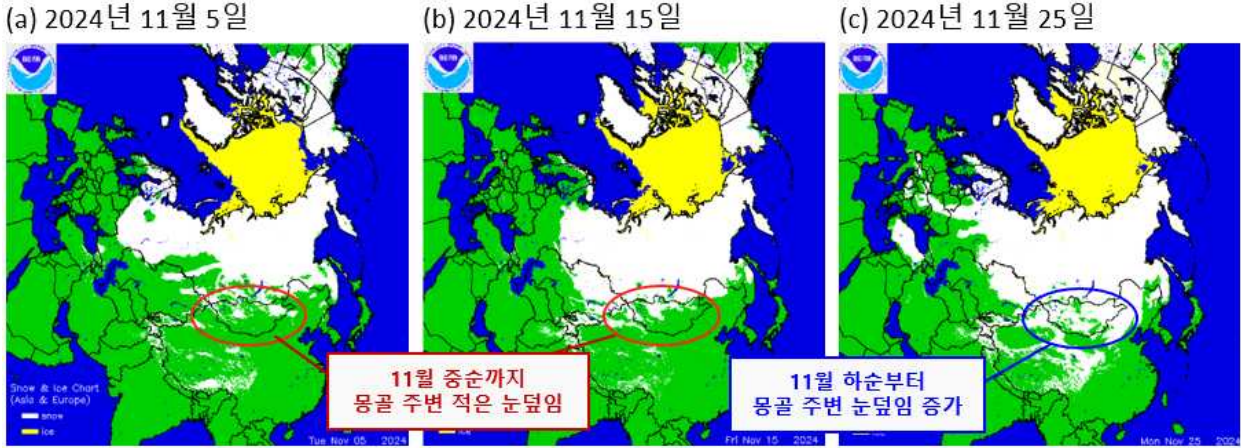 (a) 2024년 11월 5일
(b) 2024년 11월 15일
(c) 2024년 11월 25일
Snow & Ice Chart
(Asia & Europe)
snow
ice
Tue Nov 05 2024
Fri Nov 15 2024
Mon Nov 25 2024
11월 중순까지
몽골 주변 적은 눈덮임
11월 하순부터
몽골 주변 눈덮임 증가